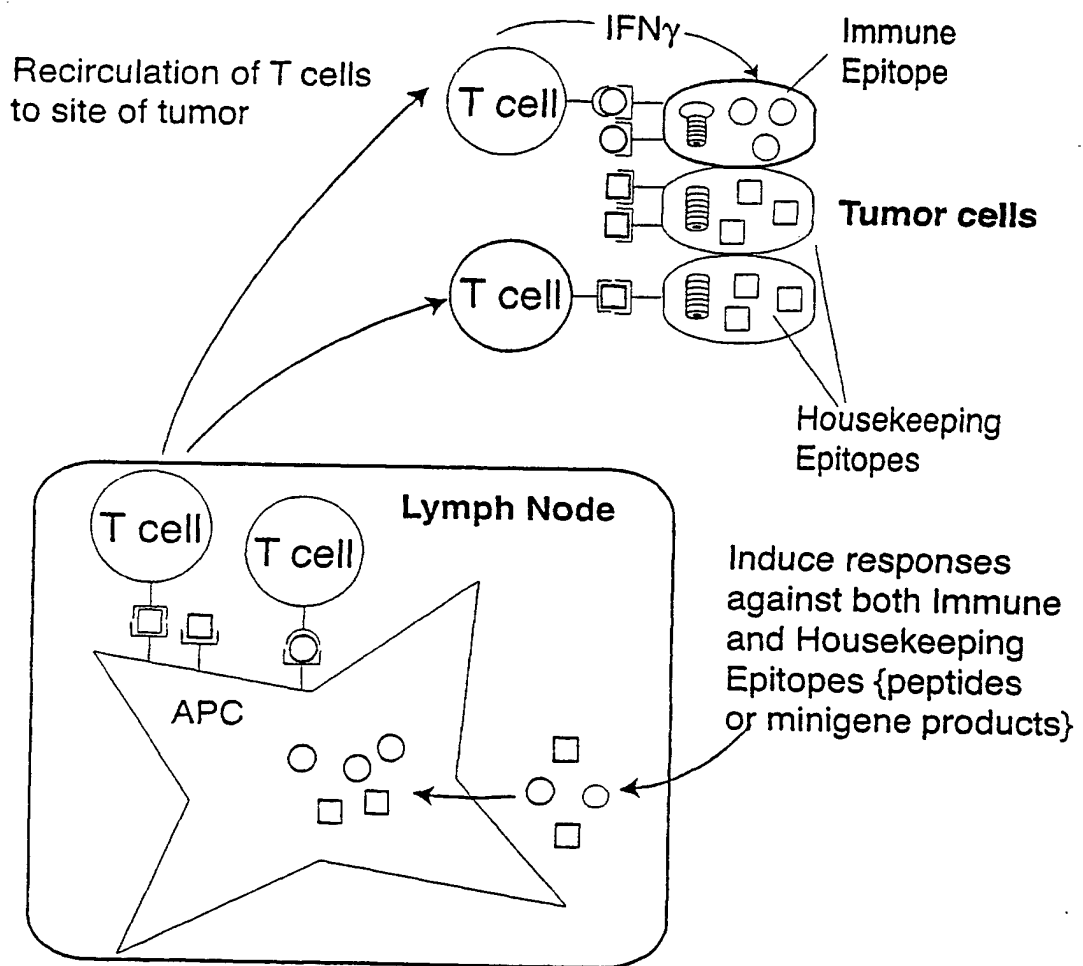 Recirculation of T cells
to site of tumor
IFNγ
Immune
Epitope
T cell
Tumor cells
T cell
Housekeeping
Epitopes
Lymph Node
T cell
T cell
APC
Induce responses
against both Immune
and Housekeeping
Epitopes {peptides
or minigene products}